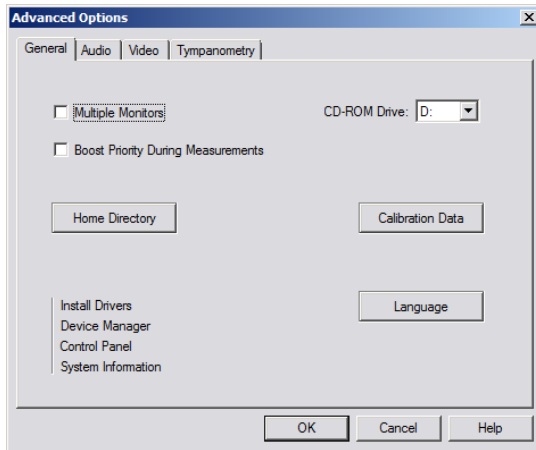 Advanced Options
General Audio Video Tympanometry
Multiple Monitors CD-ROM Drive: D:
Boost Priority During Measurements
Home Directory Calibration Data
Install Drivers Language
Device Manager
Control Panel
System Information
OK Cancel Help